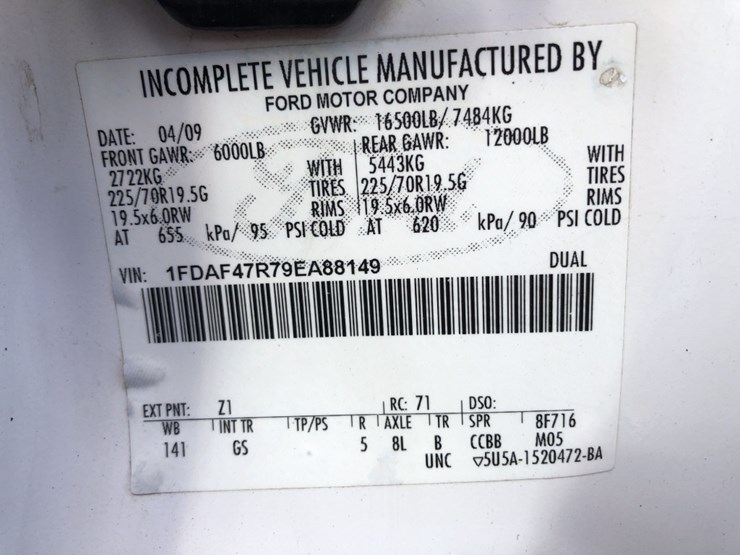 INCOMPLETE VEHICLE MANUFACTURED BY
FORD MOTOR COMPANY
DATE: 04/09 GVWR: 16500LB/ 7484KG
FRONT GAWR: 6000LB REAR GAWR: 12000LB
2722KG WITH 5443KG WITH
225/70R19.5G TIRES 225/70R19.5G TIRES
19.5x6.0RW RIMS 19.5x6.0RW RIMS
AT 655 kPa/ 95 PSI COLD AT 620 kPa/ 90 PSI COLD
VIN: 1FDAF47R79EA88149 DUAL
EXT PNT: Z1 RC: 71 DSO:
WB INT TR TP/PS R AXLE TR SPR 8F716
141 GS 5 8L B CCBB M05
UNC ▽5U5A-1520472-BA